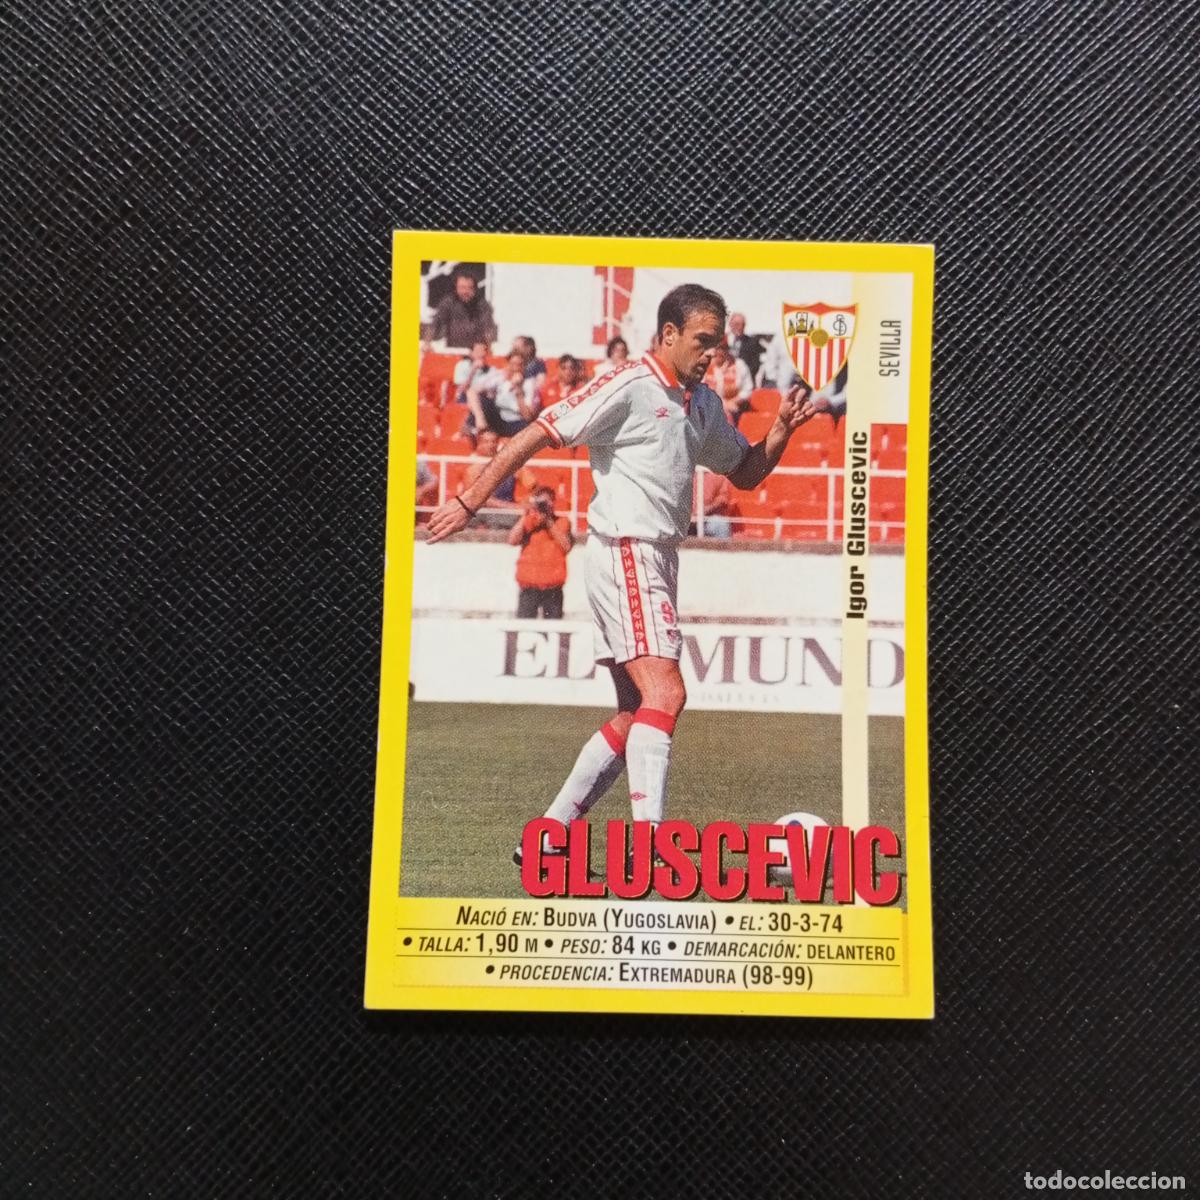 SEVILLA
Igor Gluscevic
EL MUND
GLUSCEVIC
NACIÓ EN: BUDVA (YUGOSLAVIA) • EL: 30-3-74
• TALLA: 1,90 M • PESO: 84 KG • DEMARCACIÓN: DELANTERO
• PROCEDENCIA: EXTREMADURA (98-99)
todocoleccion